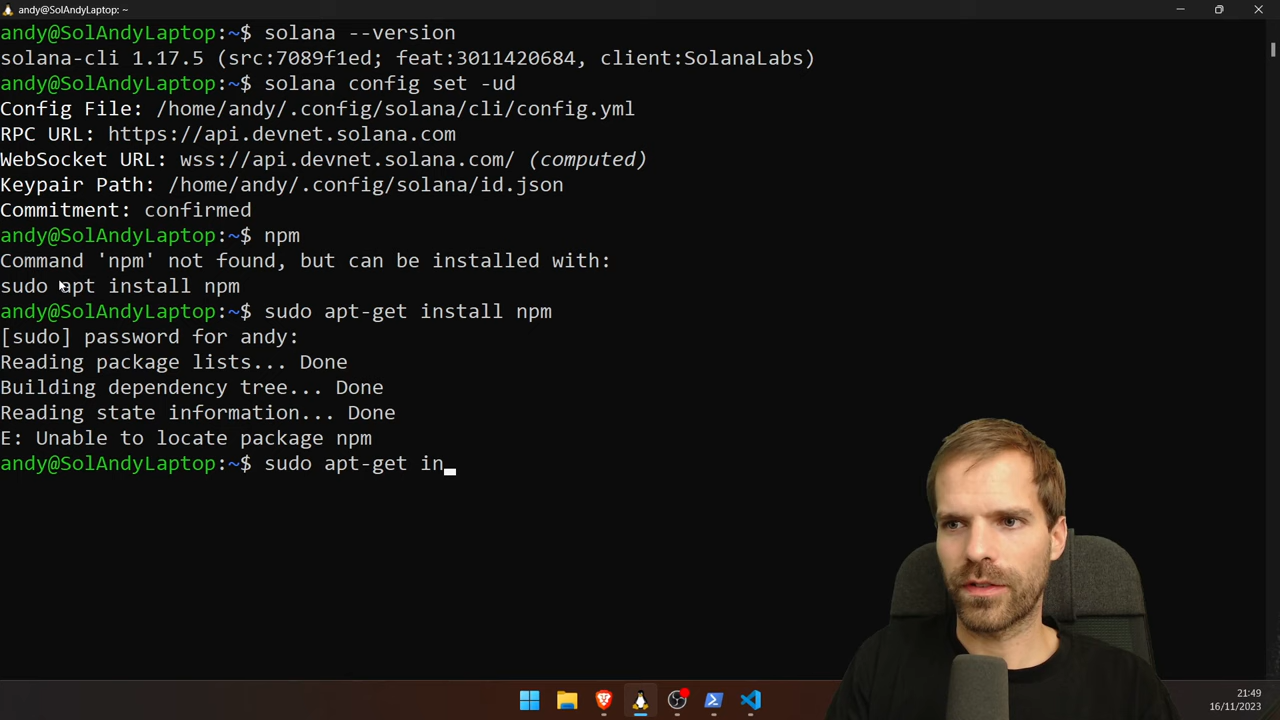 andy@SolAndyLaptop: ~
andy@SolAndyLaptop:~$ solana --version
solana-cli 1.17.5 (src:7089f1ed; feat:3011420684, client:SolanaLabs)
andy@SolAndyLaptop:~$ solana config set -ud
Config File: /home/andy/.config/solana/cli/config.yml
RPC URL: https://api.devnet.solana.com
WebSocket URL: wss://api.devnet.solana.com/ (computed)
Keypair Path: /home/andy/.config/solana/id.json
Commitment: confirmed
andy@SolAndyLaptop:~$ npm
Command 'npm' not found, but can be installed with:
sudo apt install npm
andy@SolAndyLaptop:~$ sudo apt-get install npm
[sudo] password for andy:
Reading package lists... Done
Building dependency tree... Done
Reading state information... Done
E: Unable to locate package npm
andy@SolAndyLaptop:~$ sudo apt-get in
21:49
16/11/2023